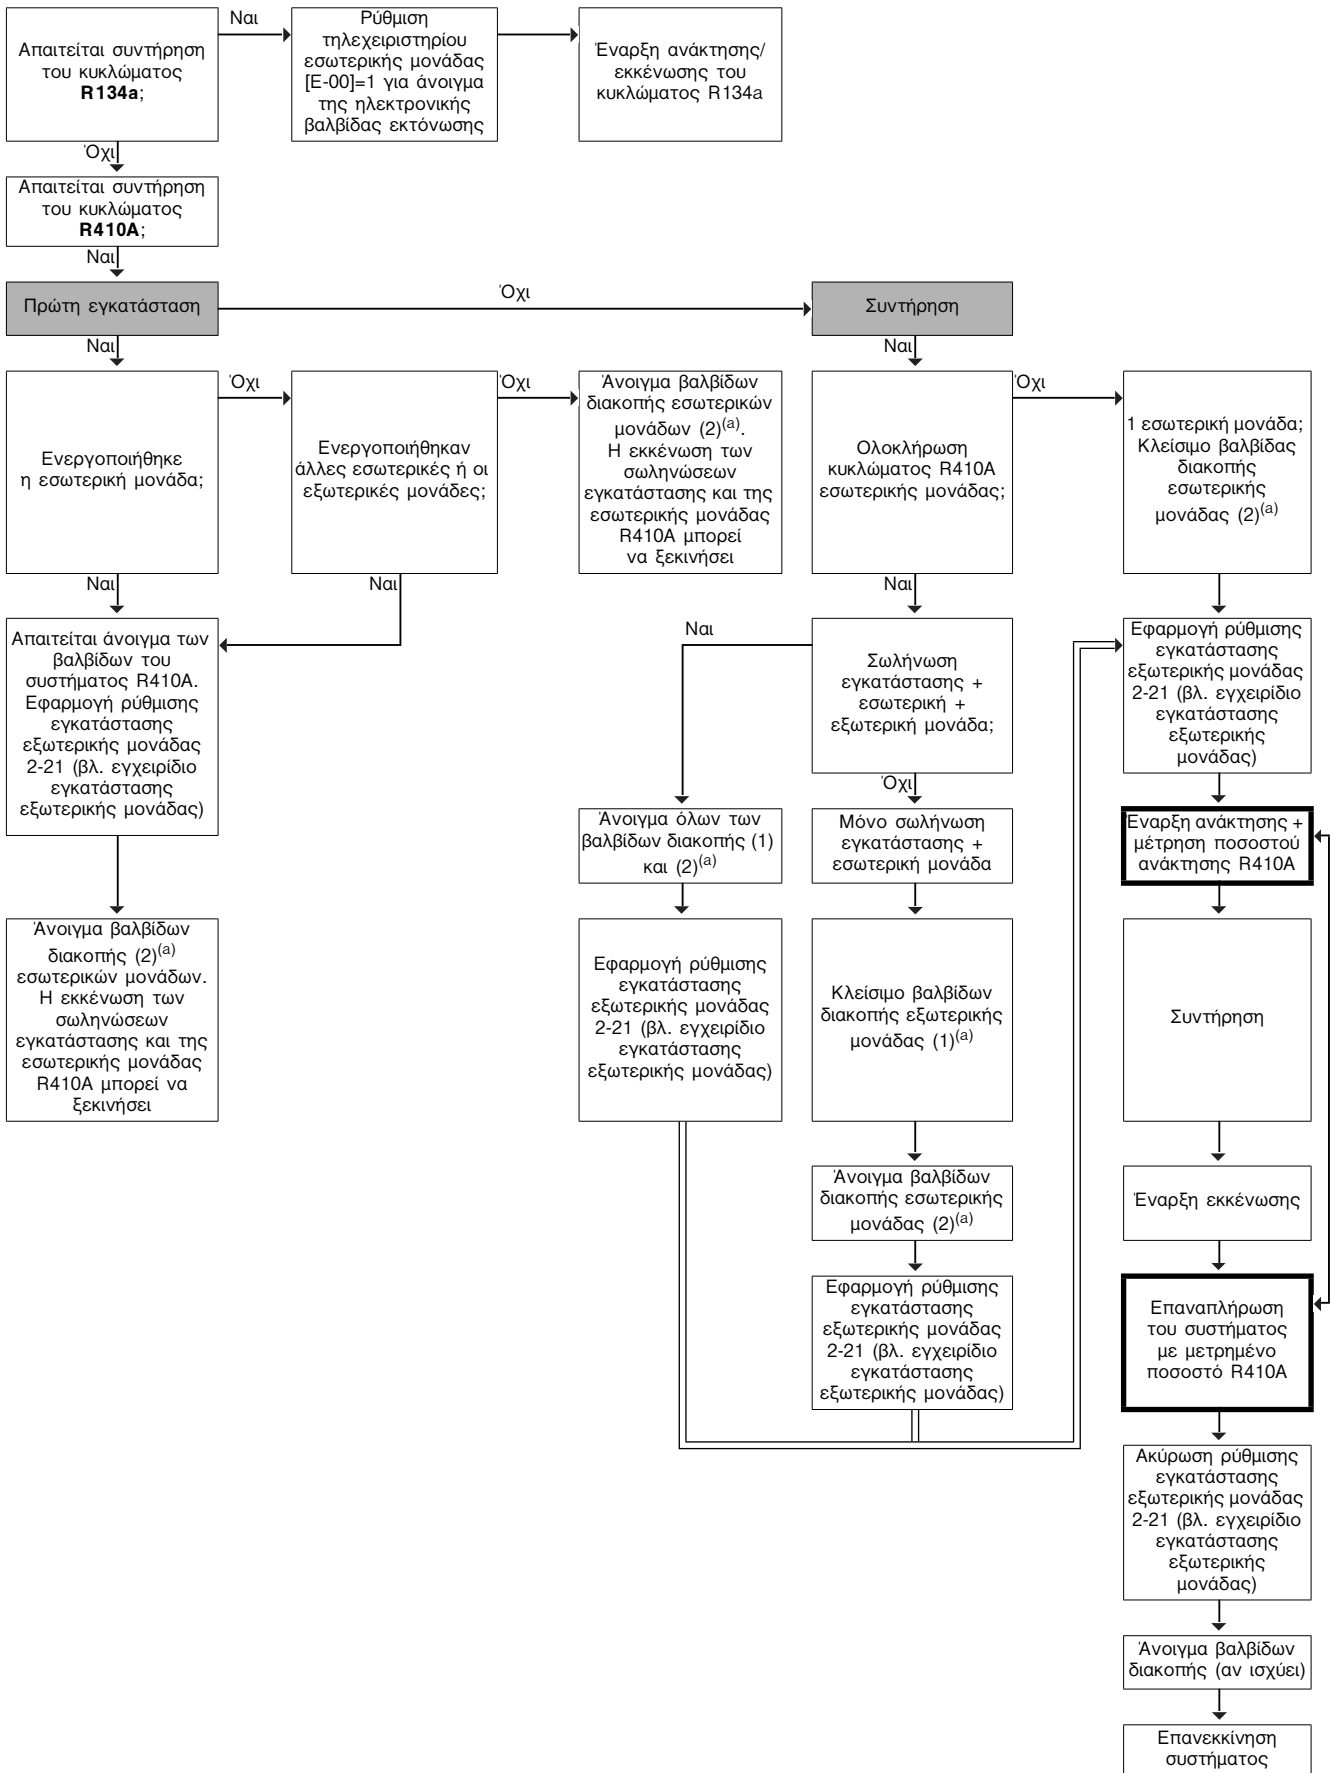 Απαιτείται συντήρηση
του κυκλώματος
R134a;
Ναι
Ρύθμιση
τηλεχειριστηρίου
εσωτερικής μονάδας
[E-00]=1 για άνοιγμα
της ηλεκτρονικής
βαλβίδας εκτόνωσης
Έναρξη ανάκτησης/
εκκένωσης του
κυκλώματος R134a
Όχι
Απαιτείται συντήρηση
του κυκλώματος
R410A;
Ναι
Πρώτη εγκατάσταση
Όχι
Συντήρηση
Ναι
Ναι
Ενεργοποιήθηκε
η εσωτερική μονάδα;
Όχι
Ενεργοποιήθηκαν
άλλες εσωτερικές ή οι
εξωτερικές μονάδες;
Όχι
Άνοιγμα βαλβίδων
διακοπής εσωτερικών
μονάδων (2)(a).
Η εκκένωση των
σωληνώσεων
εγκατάστασης και της
εσωτερικής μονάδας
R410A μπορεί
να ξεκινήσει
Ολοκλήρωση
κυκλώματος R410A
εσωτερικής μονάδας;
Όχι
1 εσωτερική μονάδα;
Κλείσιμο βαλβίδας
διακοπής
εσωτερικής
μονάδας (2)(a)
Ναι
Ναι
Ναι
Απαιτείται άνοιγμα των
βαλβίδων του
συστήματος R410A.
Εφαρμογή ρύθμισης
εγκατάστασης
εξωτερικής μονάδας
2-21 (βλ. εγχειρίδιο
εγκατάστασης
εξωτερικής μονάδας)
Ναι
Σωλήνωση
εγκατάστασης +
εσωτερική +
εξωτερική μονάδα;
Εφαρμογή ρύθμισης
εγκατάστασης
εξωτερικής μονάδας
2-21 (βλ. εγχειρίδιο
εγκατάστασης
εξωτερικής
μονάδας)
Όχι
Άνοιγμα όλων των
βαλβίδων διακοπής (1)
και (2)(a)
Μόνο σωλήνωση
εγκατάστασης +
εσωτερική μονάδα
Έναρξη ανάκτησης +
μέτρηση ποσοστού
ανάκτησης R410A
Άνοιγμα βαλβίδων
διακοπής (2)(a)
εσωτερικών μονάδων.
Η εκκένωση των
σωληνώσεων
εγκατάστασης και της
εσωτερικής μονάδας
R410A μπορεί να
ξεκινήσει
Εφαρμογή ρύθμισης
εγκατάστασης
εξωτερικής μονάδας
2-21 (βλ. εγχειρίδιο
εγκατάστασης
εξωτερικής μονάδας)
Κλείσιμο βαλβίδων
διακοπής εξωτερικής
μονάδας (1)(a)
Συντήρηση
Άνοιγμα βαλβίδων
διακοπής εσωτερικής
μονάδας (2)(a)
Έναρξη εκκένωσης
Εφαρμογή ρύθμισης
εγκατάστασης
εξωτερικής μονάδας
2-21 (βλ. εγχειρίδιο
εγκατάστασης
εξωτερικής μονάδας)
Επαναπλήρωση
του συστήματος
με μετρημένο
ποσοστό R410A
Ακύρωση ρύθμισης
εγκατάστασης
εξωτερικής μονάδας
2-21 (βλ. εγχειρίδιο
εγκατάστασης
εξωτερικής
μονάδας)
Άνοιγμα βαλβίδων
διακοπής (αν ισχύει)
Επανεκκίνηση
συστήματος